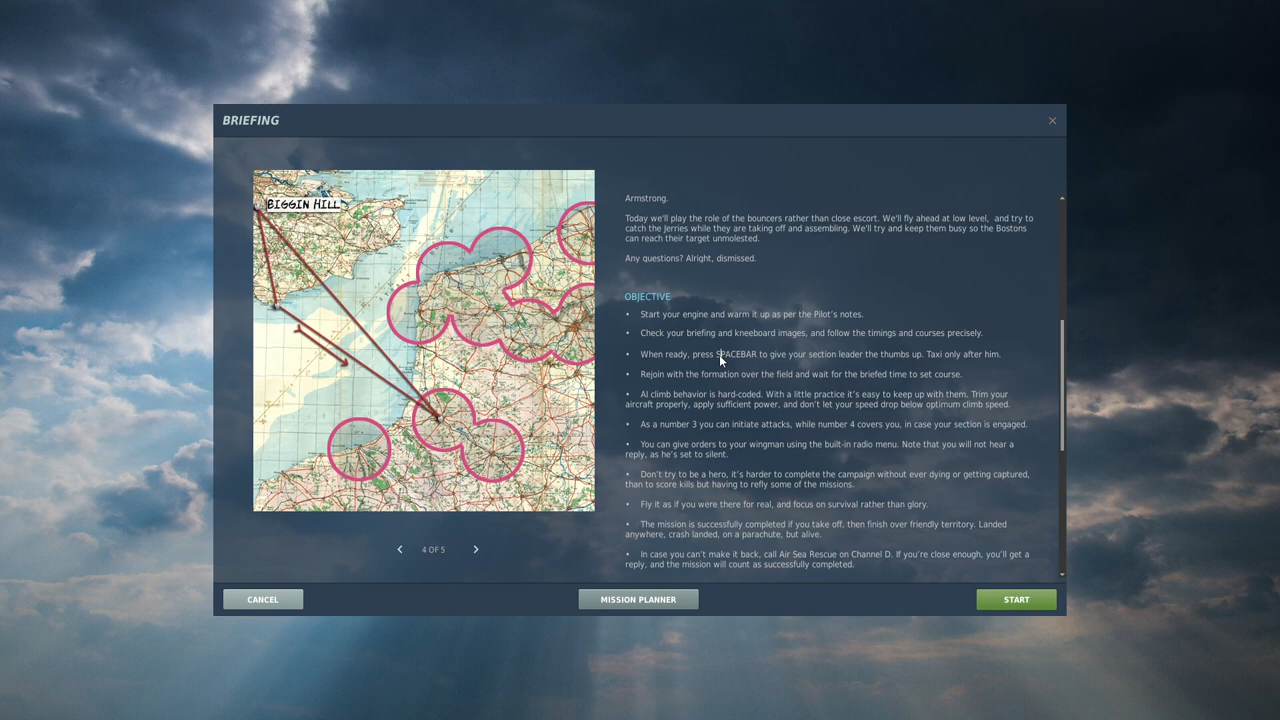 BRIEFING
BIGGIN HILL
Armstrong.
Today we'll play the role of the bouncers rather than close escort. We'll fly ahead at low level, and try to
catch the Jerries while they are taking off and assembling. We'll try and keep them busy so the Bostons
can reach their target unmolested.
Any questions? Alright, dismissed.
OBJECTIVE
• Start your engine and warm it up as per the Pilot's notes.
• Check your briefing and kneeboard images, and follow the timings and courses precisely.
• When ready, press SPACEBAR to give your section leader the thumbs up. Taxi only after him.
• Rejoin with the formation over the field and wait for the briefed time to set course.
• AI climb behavior is hard-coded. With a little practice it's easy to keep up with them. Trim your
aircraft properly, apply sufficient power, and don't let your speed drop below optimum climb speed.
• As a number 3 you can initiate attacks, while number 4 covers you, in case your section is engaged.
• You can give orders to your wingman using the built-in radio menu. Note that you will not hear a
reply, as he's set to silent.
• Don't try to be a hero, it's harder to complete the campaign without ever dying or getting captured,
than to score kills but having to refly some of the missions.
• Fly it as if you were there for real, and focus on survival rather than glory.
• The mission is successfully completed if you take off, then finish over friendly territory. Landed
anywhere, crash landed, on a parachute, but alive.
• In case you can't make it back, call Air Sea Rescue on Channel D. If you're close enough, you'll get a
reply, and the mission will count as successfully completed.
4 OF 5
CANCEL
MISSION PLANNER
START